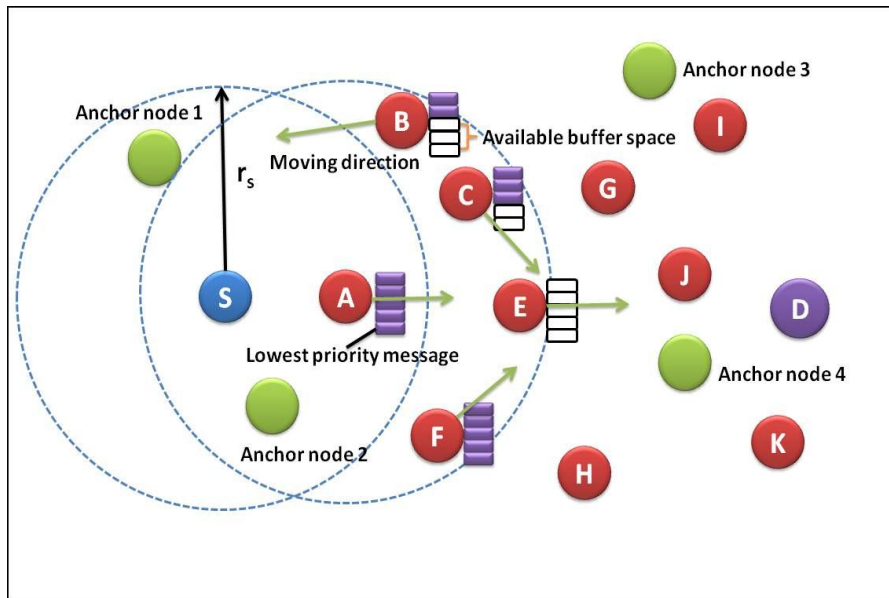 Anchor node 3
I
Anchor node 1
B
Available buffer space
Moving direction
rs
C
G
S
A
E
J
D
Lowest priority message
Anchor node 4
F
Anchor node 2
K
H